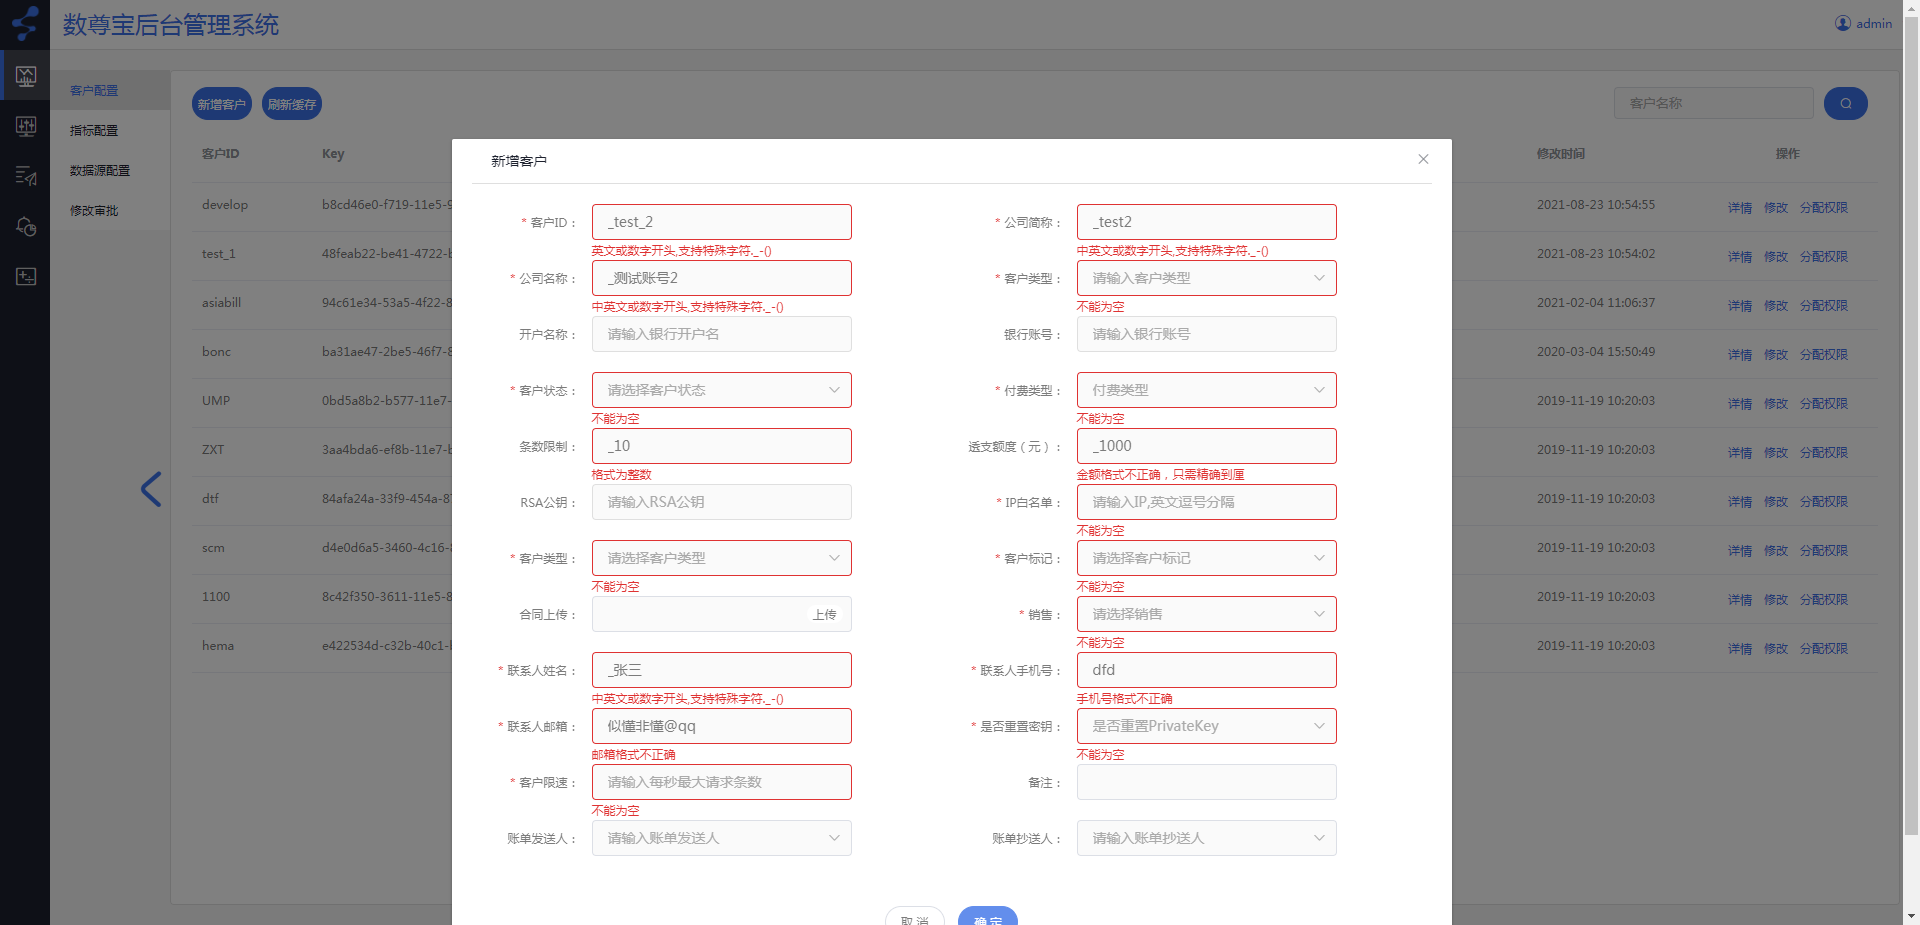 数尊宝后台管理系统
admin
客户配置
指标配置
数据源配置
修改审批
新增客户
刷新缓存
客户名称
客户ID
Key
修改时间
操作
develop
b8cd46e0-f719-11e5-9
2021-08-23 10:54:55
详情 修改 分配权限
test_1
48feab22-be41-4722-b
2021-08-23 10:54:02
详情 修改 分配权限
asiabill
94c61e34-53a5-4f22-8
2021-02-04 11:06:37
详情 修改 分配权限
bonc
ba31ae47-2be5-46f7-8
2020-03-04 15:50:49
详情 修改 分配权限
UMP
0bd5a8b2-b577-11e7-
2019-11-19 10:20:03
详情 修改 分配权限
ZXT
3aa4bda6-ef8b-11e7-b
2019-11-19 10:20:03
详情 修改 分配权限
dtf
84afa24a-33f9-454a-87
2019-11-19 10:20:03
详情 修改 分配权限
scm
d4e0d6a5-3460-4c16-8
2019-11-19 10:20:03
详情 修改 分配权限
1100
8c42f350-3611-11e5-8
2019-11-19 10:20:03
详情 修改 分配权限
hema
e422534d-c32b-40c1-b
2019-11-19 10:20:03
详情 修改 分配权限
新增客户
* 客户ID： _test_2
英文或数字开头,支持特殊字符._-()
* 公司简称： _test2
中英文或数字开头,支持特殊字符._-()
* 公司名称： _测试账号2
中英文或数字开头,支持特殊字符._-()
* 客户类型： 请输入客户类型
不能为空
开户名称： 请输入银行开户名
银行账号： 请输入银行账号
* 客户状态： 请选择客户状态
不能为空
* 付费类型： 付费类型
不能为空
条数限制： _10
格式为整数
透支额度（元）： _1000
金额格式不正确，只需精确到厘
RSA公钥： 请输入RSA公钥
* IP白名单： 请输入IP,英文逗号分隔
不能为空
* 客户类型： 请选择客户类型
不能为空
* 客户标记： 请选择客户标记
不能为空
合同上传： 上传
* 销售： 请选择销售
不能为空
* 联系人姓名： _张三
中英文或数字开头,支持特殊字符._-()
* 联系人手机号： dfd
手机号格式不正确
* 联系人邮箱： 似懂非懂@qq
邮箱格式不正确
* 是否重置密钥： 是否重置PrivateKey
不能为空
* 客户限速： 请输入每秒最大请求条数
不能为空
备注：
账单发送人： 请输入账单发送人
账单抄送人： 请输入账单抄送人
取消
确定